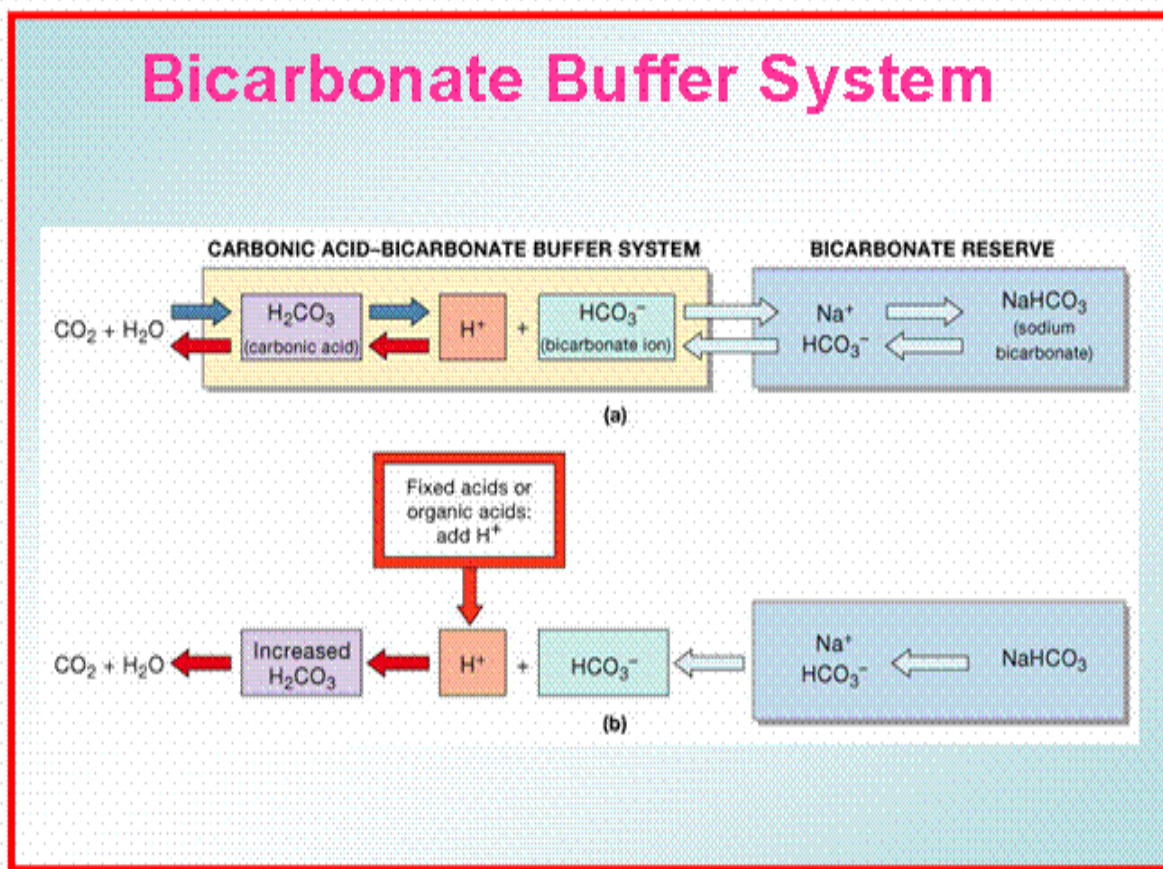 Bicarbonate Buffer System
CARBONIC ACID–BICARBONATE BUFFER SYSTEM
BICARBONATE RESERVE
CO₂ + H₂O
H₂CO₃
(carbonic acid)
H⁺
+
HCO₃⁻
(bicarbonate ion)
Na⁺
HCO₃⁻
NaHCO₃
(sodium
bicarbonate)
(a)
Fixed acids or
organic acids:
add H⁺
CO₂ + H₂O
Increased
H₂CO₃
H⁺
+
HCO₃⁻
Na⁺
HCO₃⁻
NaHCO₃
(b)